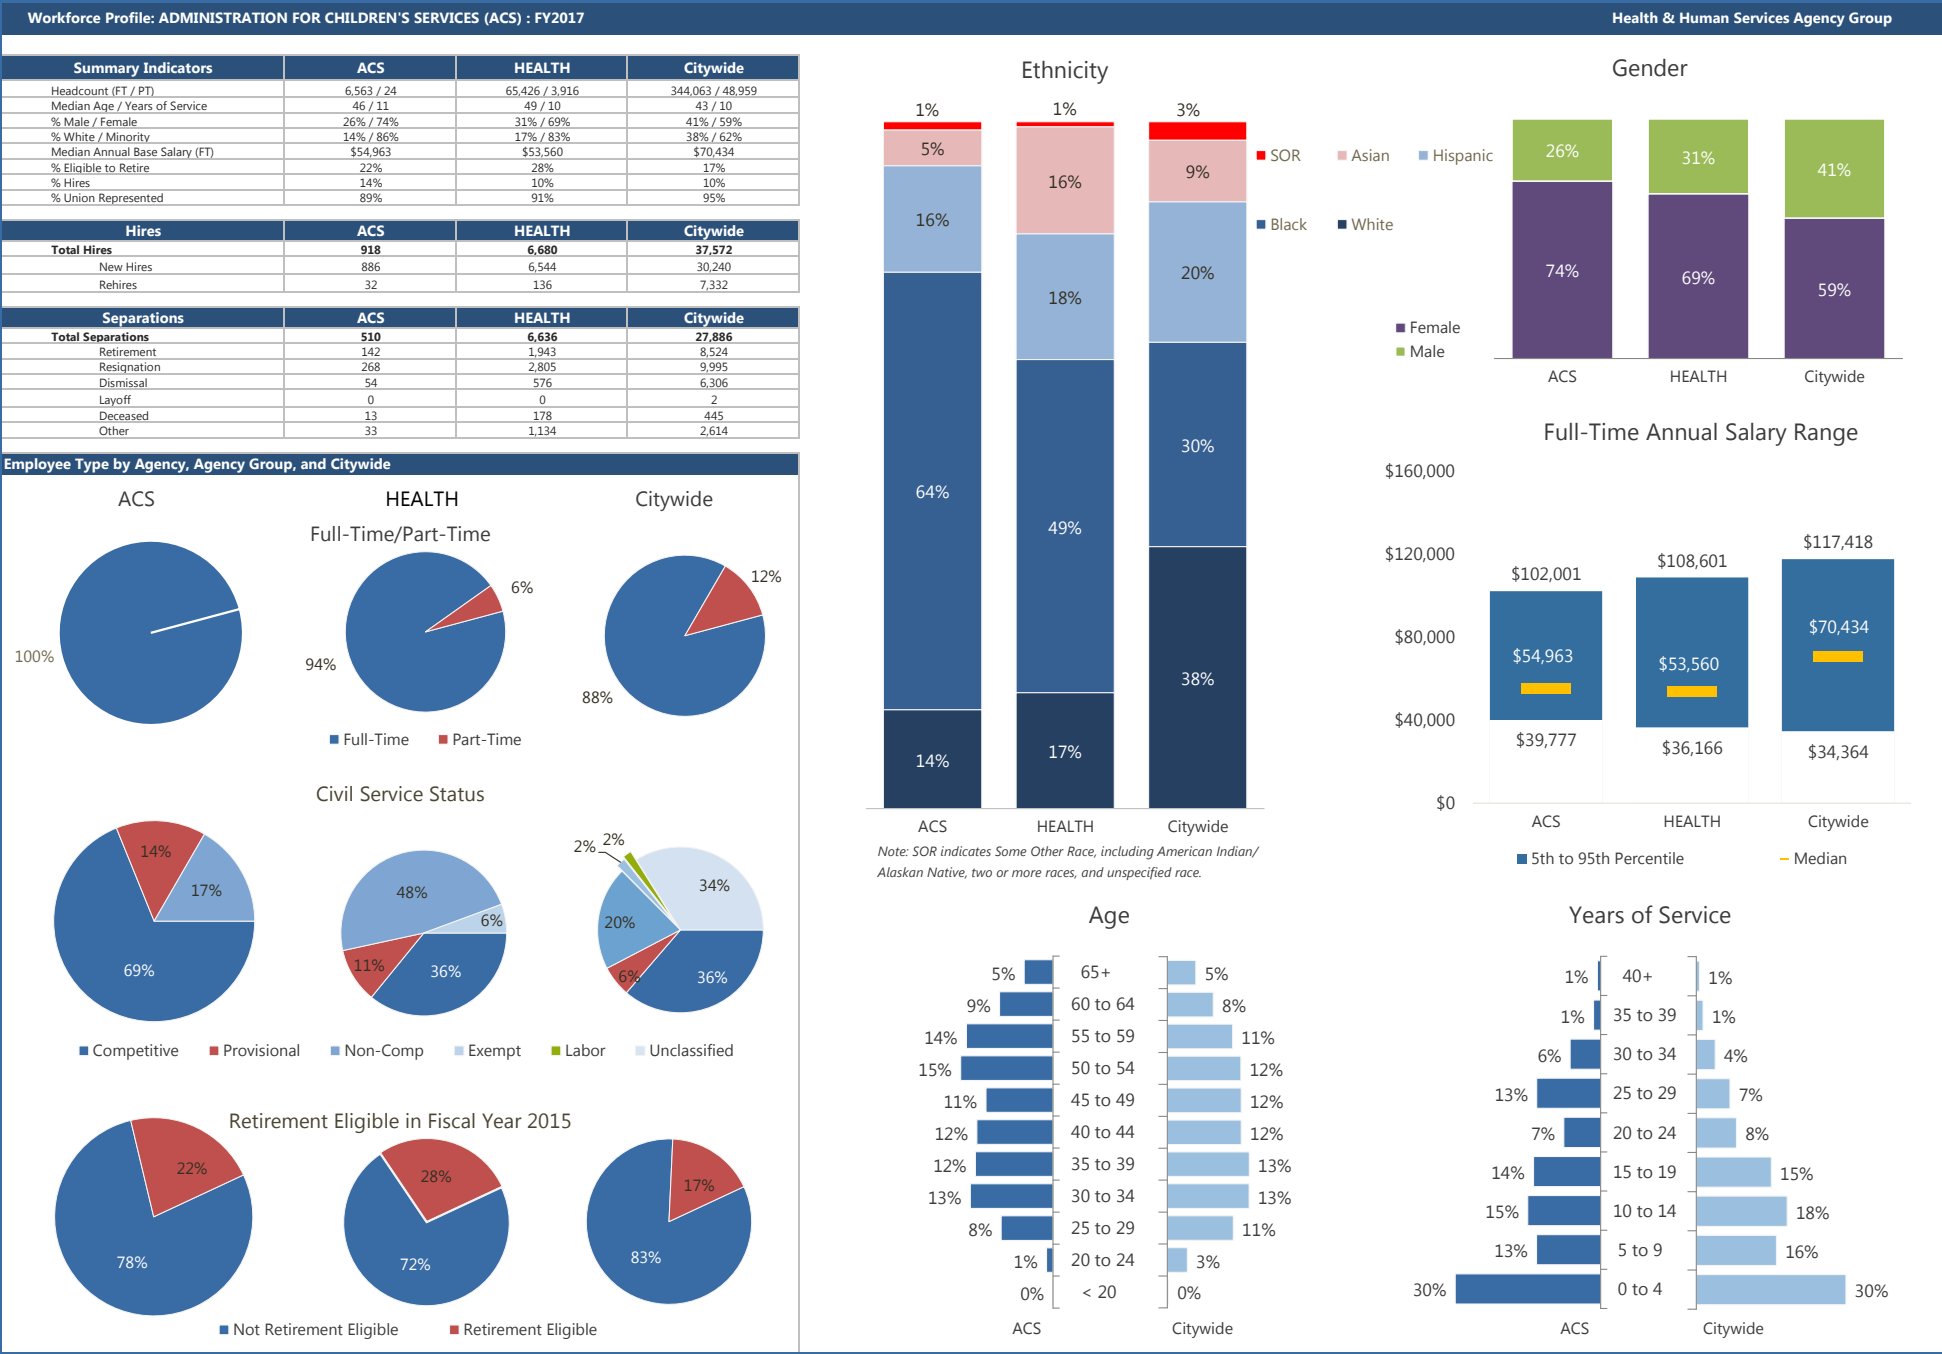 Workforce Profile: ADMINISTRATION FOR CHILDREN'S SERVICES (ACS) : FY2017
Health & Human Services Agency Group
Summary Indicators ACS HEALTH Citywide
Headcount (FT / PT) 6,563 / 24 65,426 / 3,916 344,063 / 48,959
Median Age / Years of Service 46 / 11 49 / 10 43 / 10
% Male / Female 26% / 74% 31% / 69% 41% / 59%
% White / Minority 14% / 86% 17% / 83% 38% / 62%
Median Annual Base Salary (FT) $54,963 $53,560 $70,434
% Eligible to Retire 22% 28% 17%
% Hires 14% 10% 10%
% Union Represented 89% 91% 95%
Hires ACS HEALTH Citywide
Total Hires 918 6,680 37,572
New Hires 886 6,544 30,240
Rehires 32 136 7,332
Separations ACS HEALTH Citywide
Total Separations 510 6,636 27,886
Retirement 142 1,943 8,524
Resignation 268 2,805 9,995
Dismissal 54 576 6,306
Layoff 0 0 2
Deceased 13 178 445
Other 33 1,134 2,614
Employee Type by Agency, Agency Group, and Citywide
ACS HEALTH Citywide
Full-Time/Part-Time
100%
94% 6%
88% 12%
Full-Time Part-Time
Civil Service Status
14% 17% 69%
48% 6% 11% 36%
2% 2% 34% 20% 6% 36%
Competitive Provisional Non-Comp Exempt Labor Unclassified
Retirement Eligible in Fiscal Year 2015
22% 78%
28% 72%
17% 83%
Not Retirement Eligible Retirement Eligible
Ethnicity
1% 1% 3%
5% 16% 9%
16% 18% 20%
64% 49% 30%
14% 17% 38%
ACS HEALTH Citywide
SOR Asian Hispanic
Black White
Note: SOR indicates Some Other Race, including American Indian/
Alaskan Native, two or more races, and unspecified race.
Gender
26% 31% 41%
74% 69% 59%
Female
Male
ACS HEALTH Citywide
Full-Time Annual Salary Range
$160,000
$120,000
$80,000
$40,000
$0
$102,001 $108,601 $117,418
$54,963 $53,560 $70,434
$39,777 $36,166 $34,364
ACS HEALTH Citywide
5th to 95th Percentile Median
Age
5% 65+ 5%
9% 60 to 64 8%
14% 55 to 59 11%
15% 50 to 54 12%
11% 45 to 49 12%
12% 40 to 44 12%
12% 35 to 39 13%
13% 30 to 34 13%
8% 25 to 29 11%
1% 20 to 24 3%
0% < 20 0%
ACS Citywide
Years of Service
1% 40+ 1%
1% 35 to 39 1%
6% 30 to 34 4%
13% 25 to 29 7%
7% 20 to 24 8%
14% 15 to 19 15%
15% 10 to 14 18%
13% 5 to 9 16%
30% 0 to 4 30%
ACS Citywide